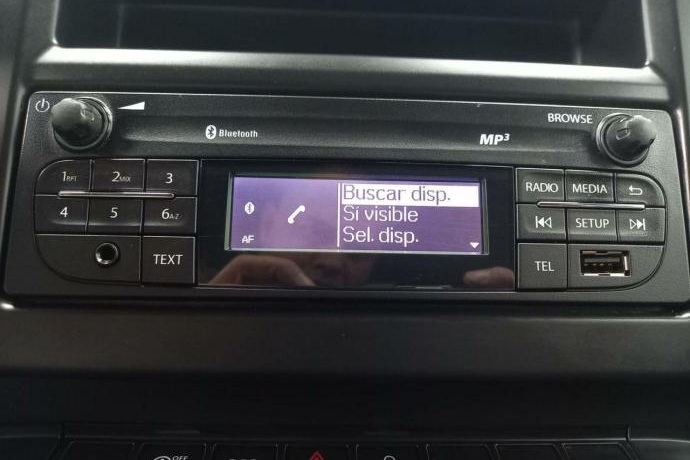 Bluetooth
MP3
BROWSE
1RPT 2MIX 3
4 5 6A-Z
TEXT
AF
Buscar disp.
Si visible
Sel. disp.
RADIO MEDIA
SETUP
TEL
OFF